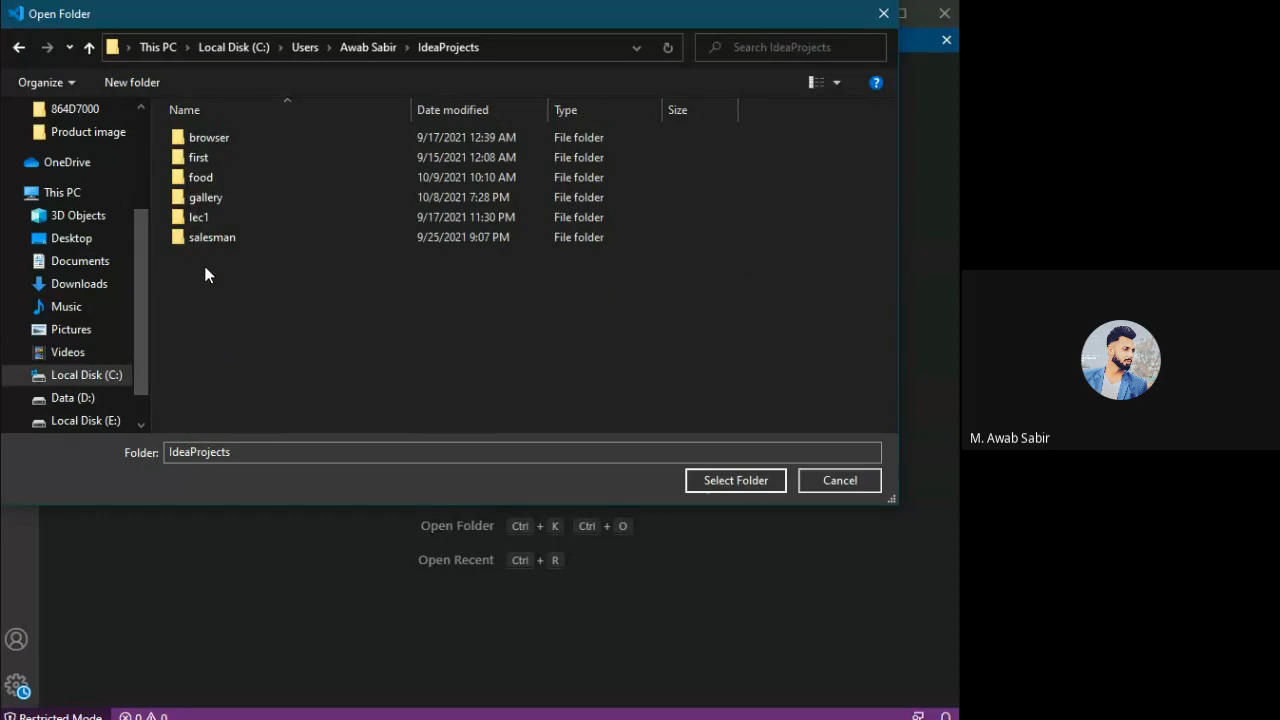 Open Folder
This PC > Local Disk (C:) > Users > Awab Sabir > IdeaProjects
Search IdeaProjects
Organize
New folder
?
Name
Date modified
Type
Size
864D7000
Product image
OneDrive
This PC
3D Objects
Desktop
Documents
Downloads
Music
Pictures
Videos
Local Disk (C:)
Data (D:)
Local Disk (E:)
browser 9/17/2021 12:39 AM File folder
first 9/15/2021 12:08 AM File folder
food 10/9/2021 10:10 AM File folder
gallery 10/8/2021 7:28 PM File folder
lec1 9/17/2021 11:30 PM File folder
salesman 9/25/2021 9:07 PM File folder
Folder: IdeaProjects
Select Folder
Cancel
Open Folder Ctrl + K Ctrl + O
Open Recent Ctrl + R
Restricted Mode 0 0
M. Awab Sabir